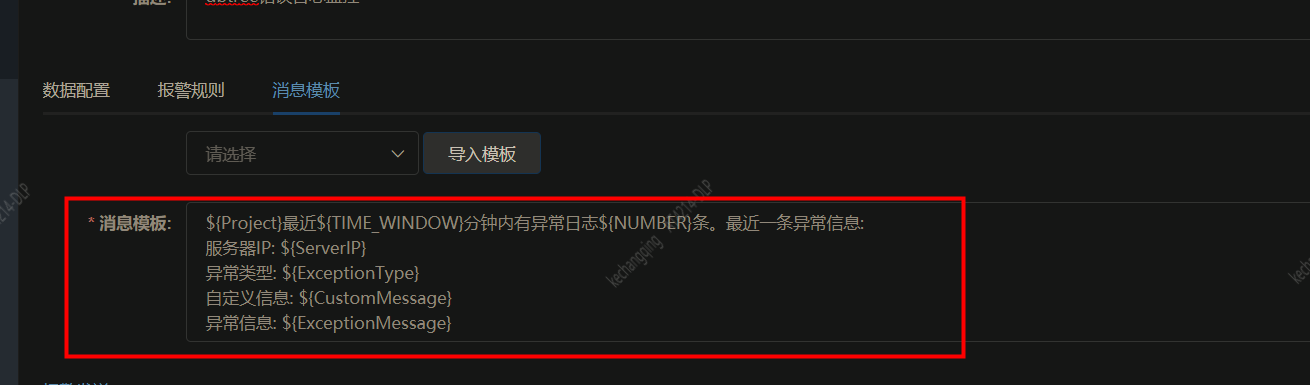 描述:
数据配置 报警规则 消息模板
请选择 导入模板
* 消息模板: ${Project}最近${TIME_WINDOW}分钟内有异常日志${NUMBER}条。最近一条异常信息:
服务器IP: ${ServerIP}
异常类型: ${ExceptionType}
自定义信息: ${CustomMessage}
异常信息: ${ExceptionMessage}
kechangqing